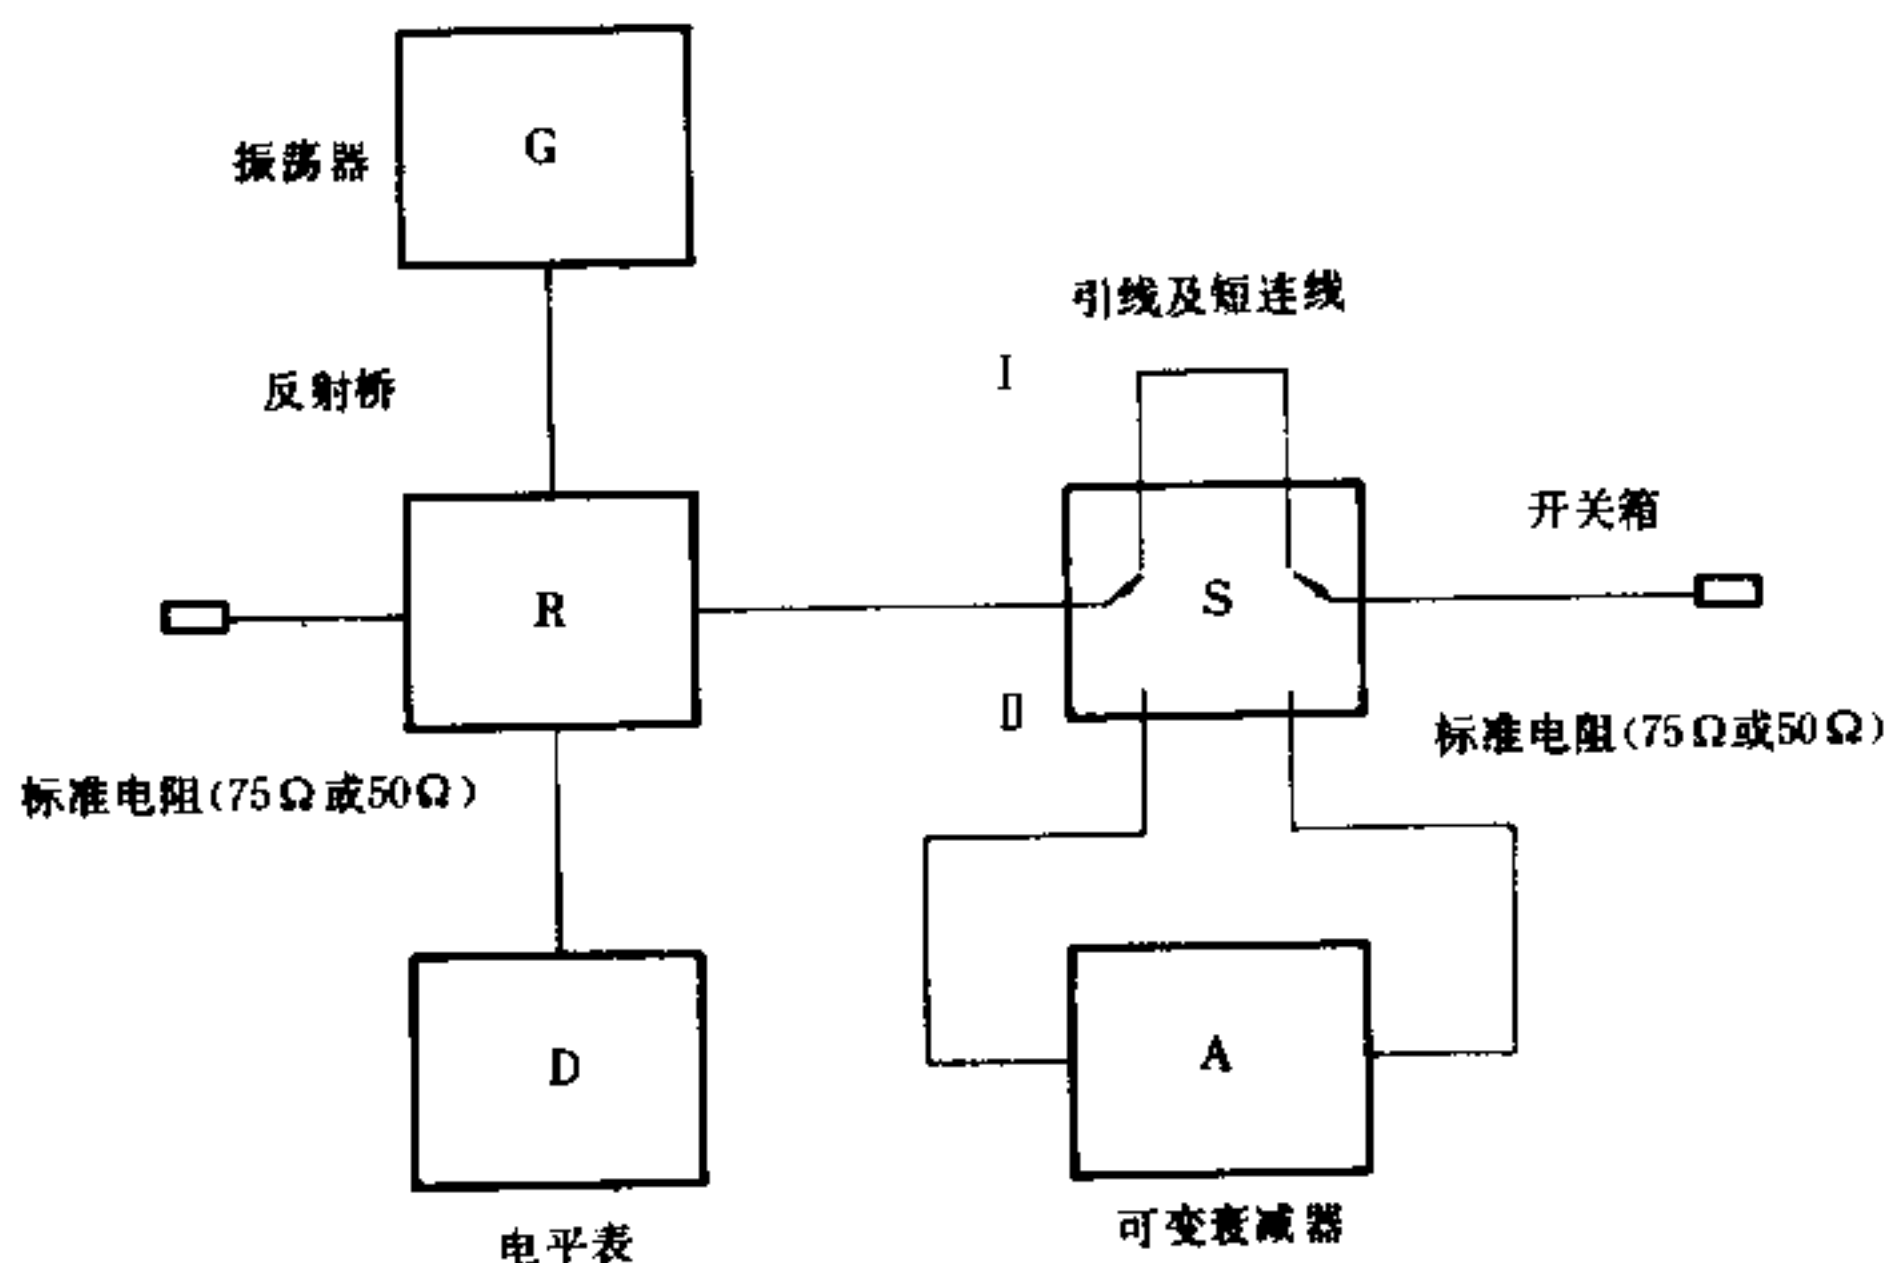 G
振荡器
引线及短连线
I
反射桥
开关箱
R
S
II
标准电阻(75Ω或50Ω)
标准电阻(75Ω或50Ω)
D
A
可变衰减器
电平表